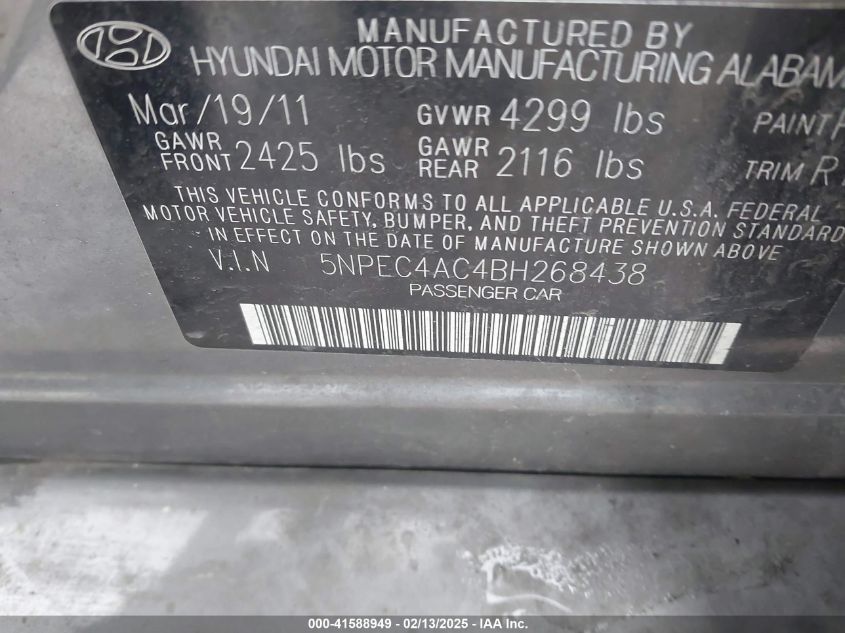 MANUFACTURED BY
HYUNDAI MOTOR MANUFACTURING ALABAM
Mar/19/11 GVWR 4299 lbs PAINT
GAWR FRONT 2425 lbs GAWR REAR 2116 lbs TRIM R
THIS VEHICLE CONFORMS TO ALL APPLICABLE U.S.A. FEDERAL
MOTOR VEHICLE SAFETY, BUMPER, AND THEFT PREVENTION STANDARD
IN EFFECT ON THE DATE OF MANUFACTURE SHOWN ABOVE
V.I.N 5NPEC4AC4BH268438
PASSENGER CAR
000-41588949 - 02/13/2025 - IAA Inc.